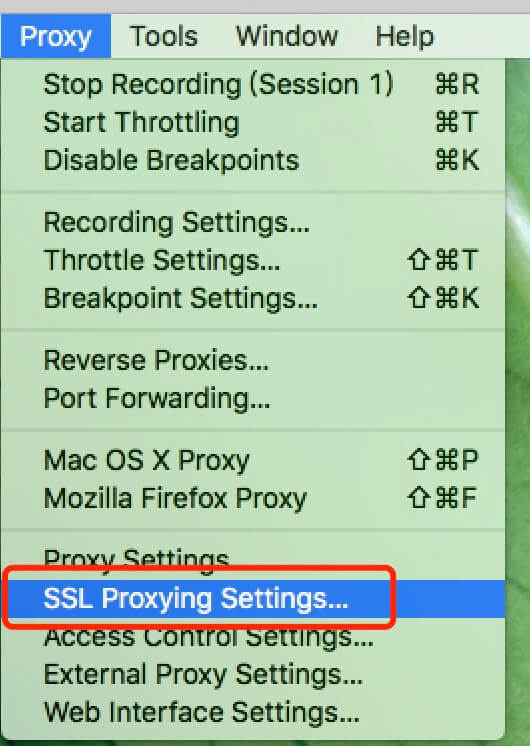 Proxy Tools Window Help
Stop Recording (Session 1) ⌘R
Start Throttling ⌘T
Disable Breakpoints ⌘K
Recording Settings...
Throttle Settings... ⇧⌘T
Breakpoint Settings... ⇧⌘K
Reverse Proxies...
Port Forwarding...
Mac OS X Proxy ⇧⌘P
Mozilla Firefox Proxy ⇧⌘F
Proxy Settings
SSL Proxying Settings...
Access Control Settings...
External Proxy Settings...
Web Interface Settings...